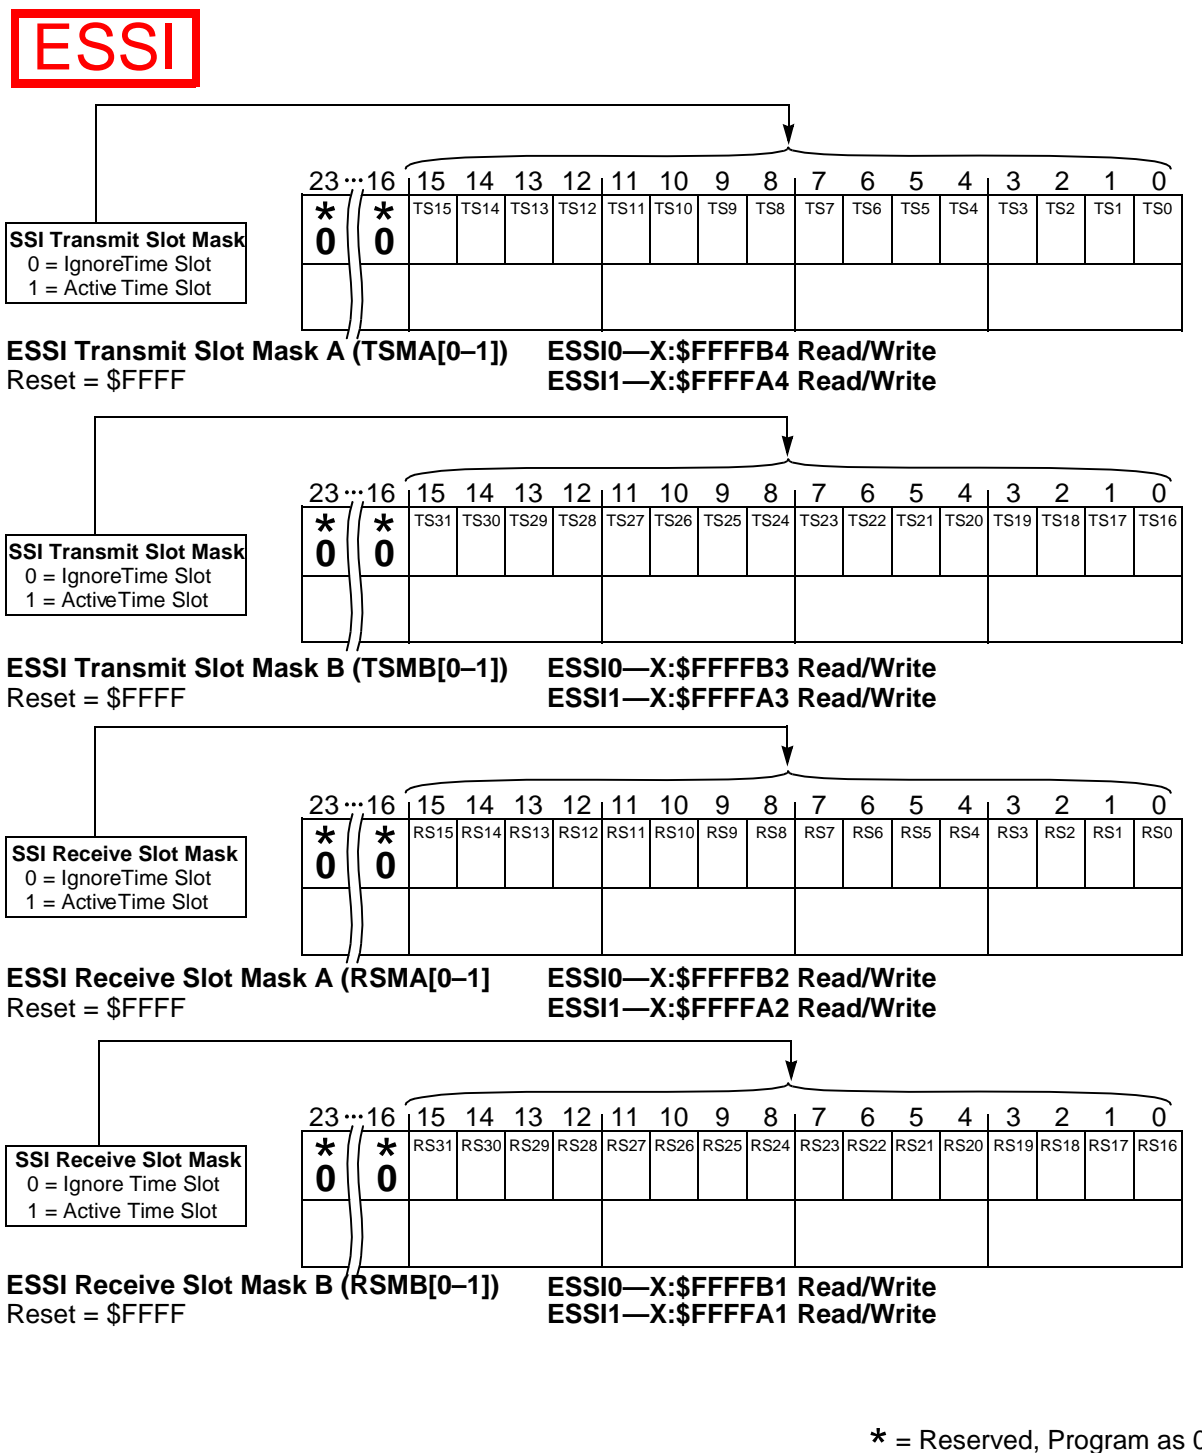 ESSI
23 ··· 16 15 14 13 12 11 10 9 8 7 6 5 4 3 2 1 0
* * TS15 TS14 TS13 TS12 TS11 TS10 TS9 TS8 TS7 TS6 TS5 TS4 TS3 TS2 TS1 TS0
0 0
SSI Transmit Slot Mask
0 = IgnoreTime Slot
1 = Active Time Slot
ESSI Transmit Slot Mask A (TSMA[0–1]) ESSI0—X:$FFFFB4 Read/Write
Reset = $FFFF ESSI1—X:$FFFFA4 Read/Write
23 ··· 16 15 14 13 12 11 10 9 8 7 6 5 4 3 2 1 0
* * TS31 TS30 TS29 TS28 TS27 TS26 TS25 TS24 TS23 TS22 TS21 TS20 TS19 TS18 TS17 TS16
0 0
SSI Transmit Slot Mask
0 = IgnoreTime Slot
1 = ActiveTime Slot
ESSI Transmit Slot Mask B (TSMB[0–1]) ESSI0—X:$FFFFB3 Read/Write
Reset = $FFFF ESSI1—X:$FFFFA3 Read/Write
23 ··· 16 15 14 13 12 11 10 9 8 7 6 5 4 3 2 1 0
* * RS15 RS14 RS13 RS12 RS11 RS10 RS9 RS8 RS7 RS6 RS5 RS4 RS3 RS2 RS1 RS0
0 0
SSI Receive Slot Mask
0 = IgnoreTime Slot
1 = ActiveTime Slot
ESSI Receive Slot Mask A (RSMA[0–1] ESSI0—X:$FFFFB2 Read/Write
Reset = $FFFF ESSI1—X:$FFFFA2 Read/Write
23 ··· 16 15 14 13 12 11 10 9 8 7 6 5 4 3 2 1 0
* * RS31 RS30 RS29 RS28 RS27 RS26 RS25 RS24 RS23 RS22 RS21 RS20 RS19 RS18 RS17 RS16
0 0
SSI Receive Slot Mask
0 = Ignore Time Slot
1 = Active Time Slot
ESSI Receive Slot Mask B (RSMB[0–1]) ESSI0—X:$FFFFB1 Read/Write
Reset = $FFFF ESSI1—X:$FFFFA1 Read/Write
* = Reserved, Program as 0